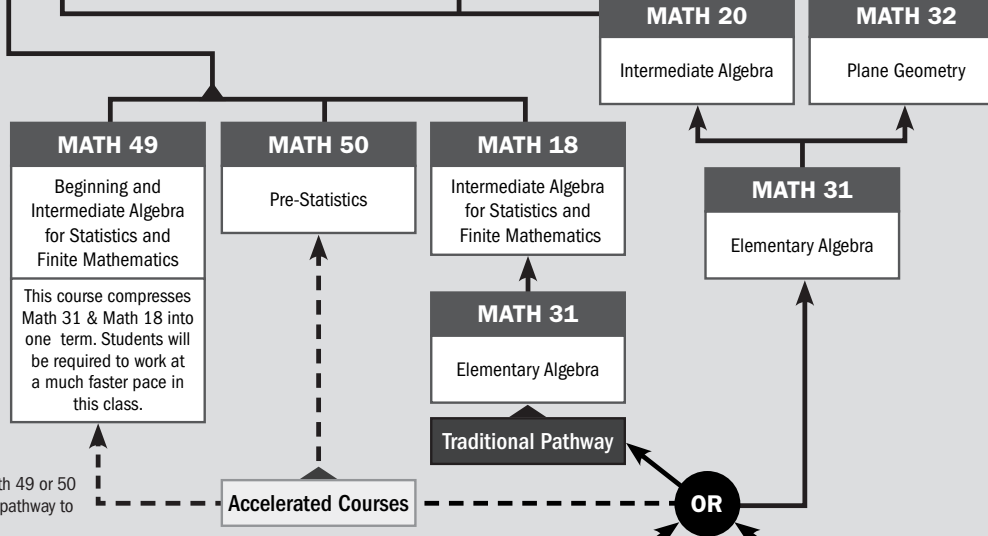 MATH 20
Intermediate Algebra
MATH 32
Plane Geometry
MATH 49
Beginning and
Intermediate Algebra
for Statistics and
Finite Mathematics
This course compresses
Math 31 & Math 18 into
one term. Students will
be required to work at
a much faster pace in
this class.
MATH 50
Pre-Statistics
MATH 18
Intermediate Algebra
for Statistics and
Finite Mathematics
MATH 31
Elementary Algebra
MATH 31
Elementary Algebra
Traditional Pathway
49 or 50
pathway to
Accelerated Courses
OR